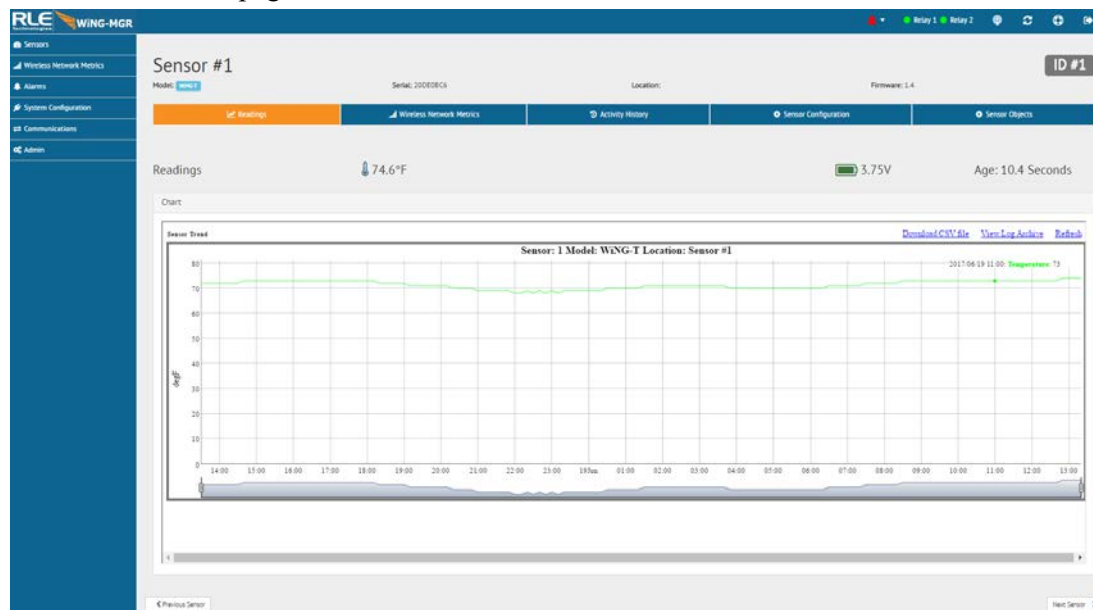 pag
RLE WiNG-MGR
Relay 1 Relay 2
Sensors
Wireless Network Metrics
Alarms
System Configuration
Communications
Admin
Sensor #1
ID #1
Model: WiNG-T Serial: Location: Firmware: 1.4
Readings Wireless Network Metrics Activity History Sensor Configuration Sensor Objects
Readings 74.6°F 3.75V Age: 10.4 Seconds
Chart
Sensor Trend Download CSV file View Log Archive Refresh
Sensor: 1 Model: WiNG-T Location: Sensor #1
2017/06/19 11:00: Temperature: 73
80
70
60
50
40
30
20
10
0
degF
14:00 15:00 16:00 17:00 18:00 19:00 20:00 21:00 22:00 23:00 19Jun 01:00 02:00 03:00 04:00 05:00 06:00 07:00 08:00 09:00 10:00 11:00 12:00 13:00
Previous Sensor Next Sensor